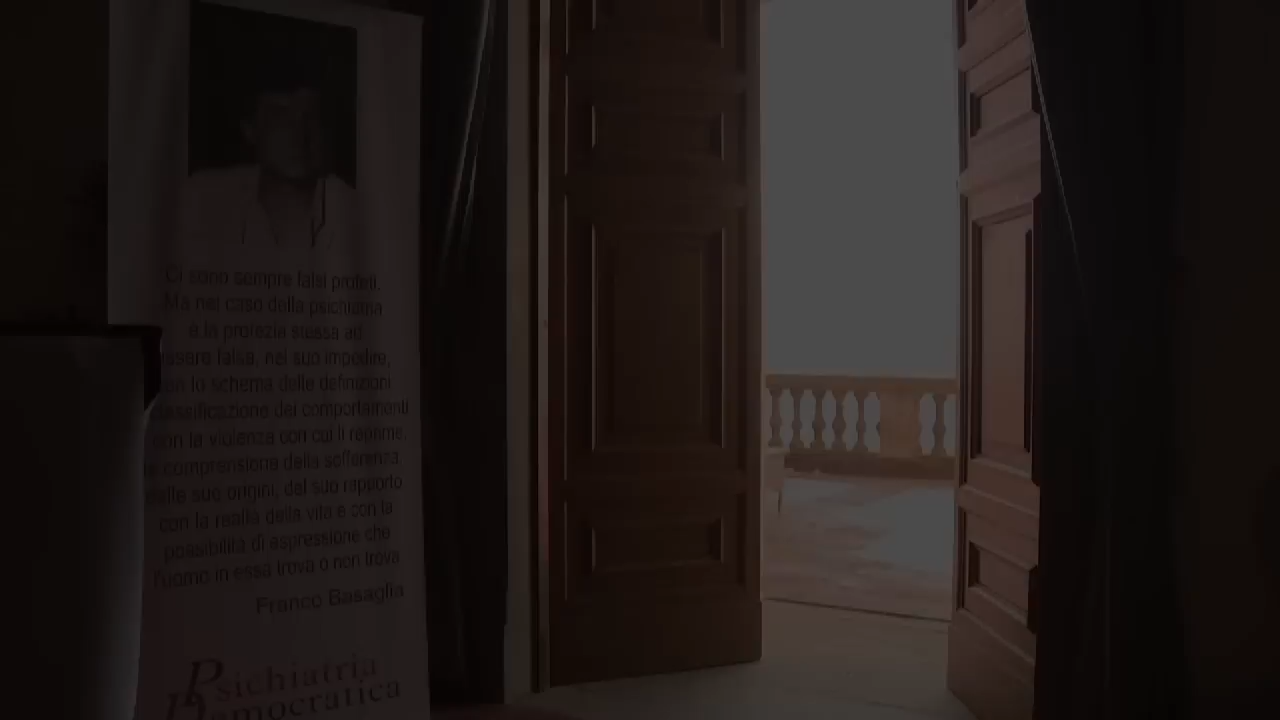 Ci sono sempre falsi profeti.
Ma nel caso della psichiatria
è la profezia stessa ad
essere falsa, nel suo impedire,
con lo schema delle definizioni
classificazione dei comportamenti
con la violenza con cui li reprime,
la comprensione della sofferenza,
delle sue origini, del suo rapporto
con la realtà della vita e con la
possibilità di espressione che
l'uomo in essa trova o non trova
Franco Basaglia
Psichiatria
Democratica